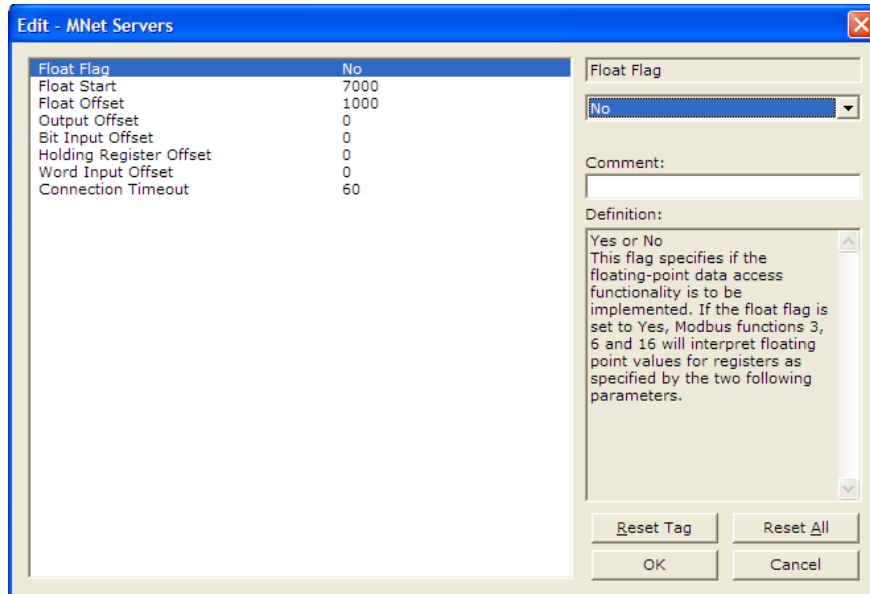 Edit - MNet Servers
Float Flag No
Float Start 7000
Float Offset 1000
Output Offset 0
Bit Input Offset 0
Holding Register Offset 0
Word Input Offset 0
Connection Timeout 60
Float Flag
No
Comment:
Definition:
Yes or No
This flag specifies if the
floating-point data access
functionality is to be
implemented. If the float flag is
set to Yes, Modbus functions 3,
6 and 16 will interpret floating
point values for registers as
specified by the two following
parameters.
Reset Tag Reset All
OK Cancel